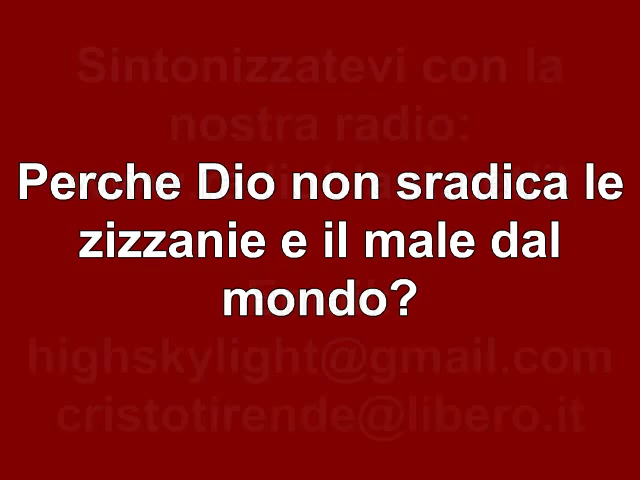 Sintonizzatevi con la
nostra radio:
Perche Dio non sradica le
zizzanie e il male dal
mondo?
highskylight@gmail.com
cristotirende@libero.it